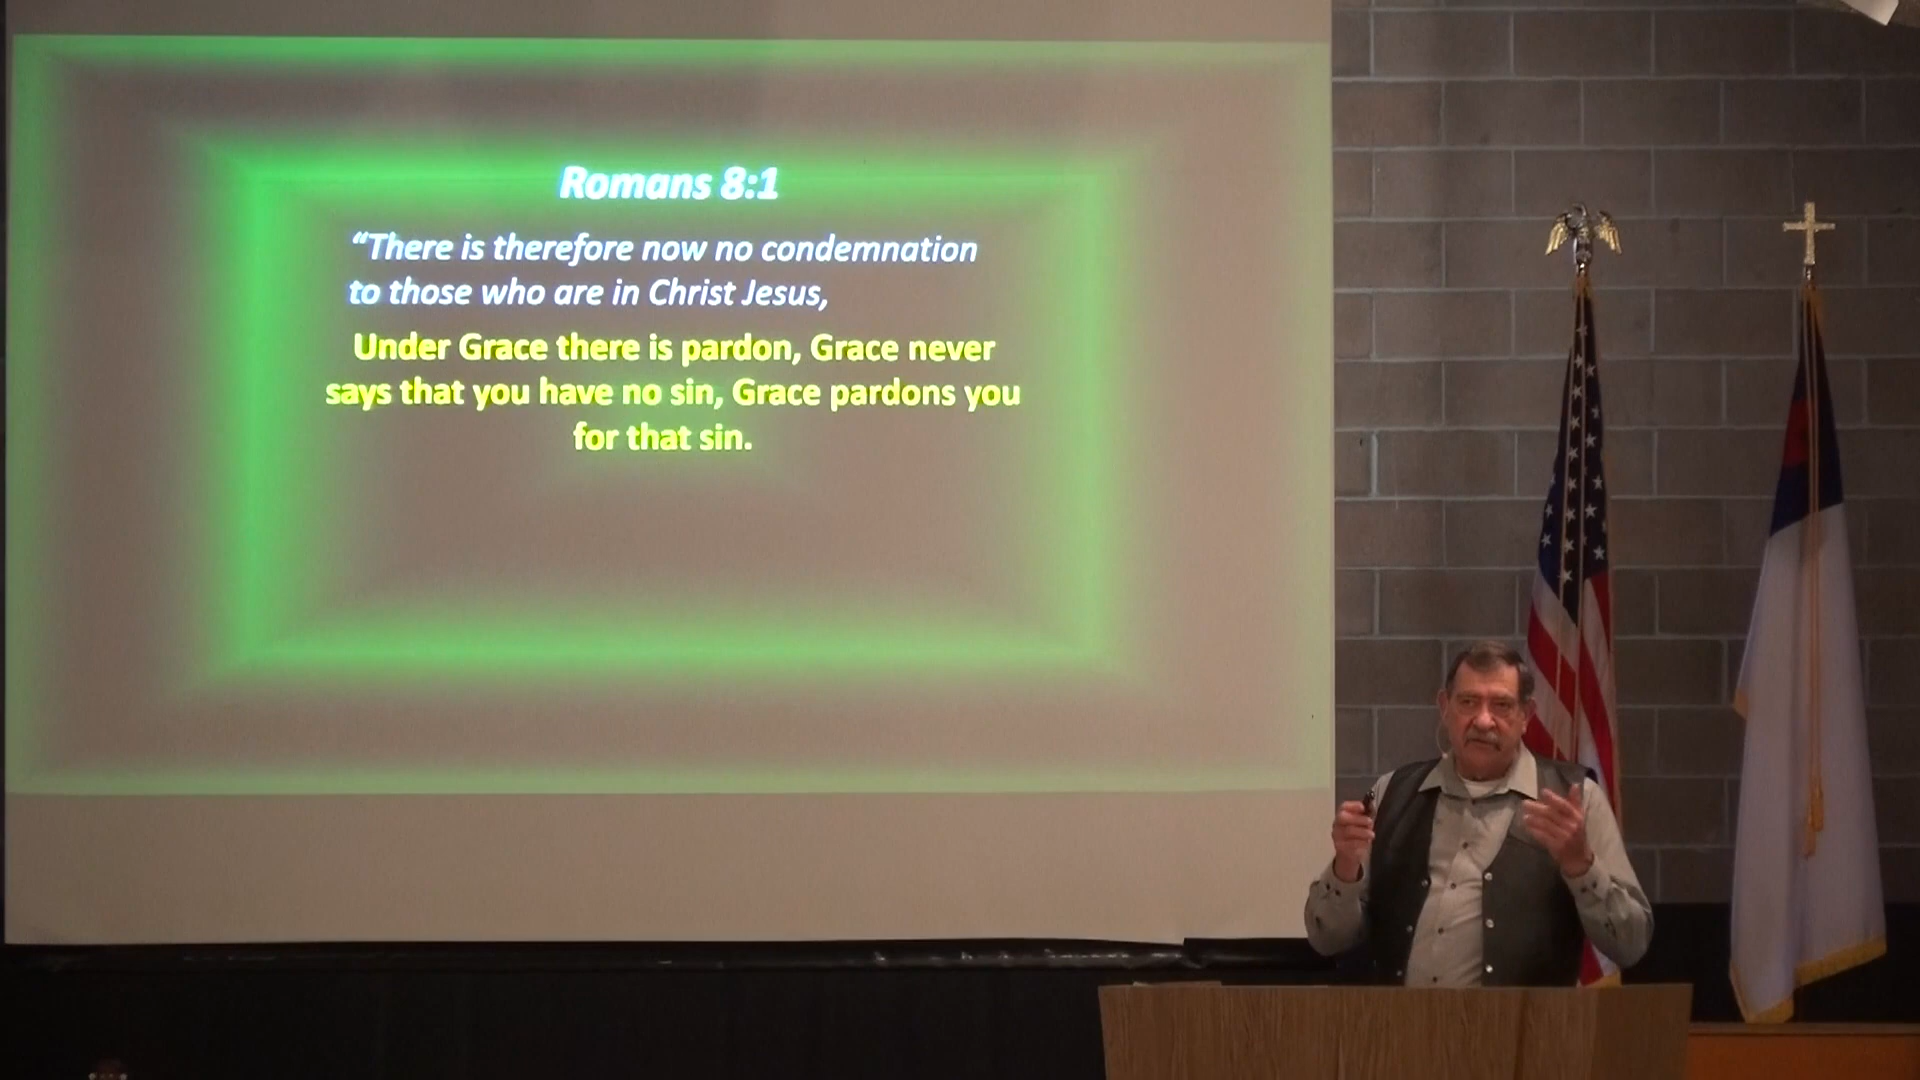 Romans 8:1
“There is therefore now no condemnation
to those who are in Christ Jesus,
Under Grace there is pardon, Grace never
says that you have no sin, Grace pardons you
for that sin.